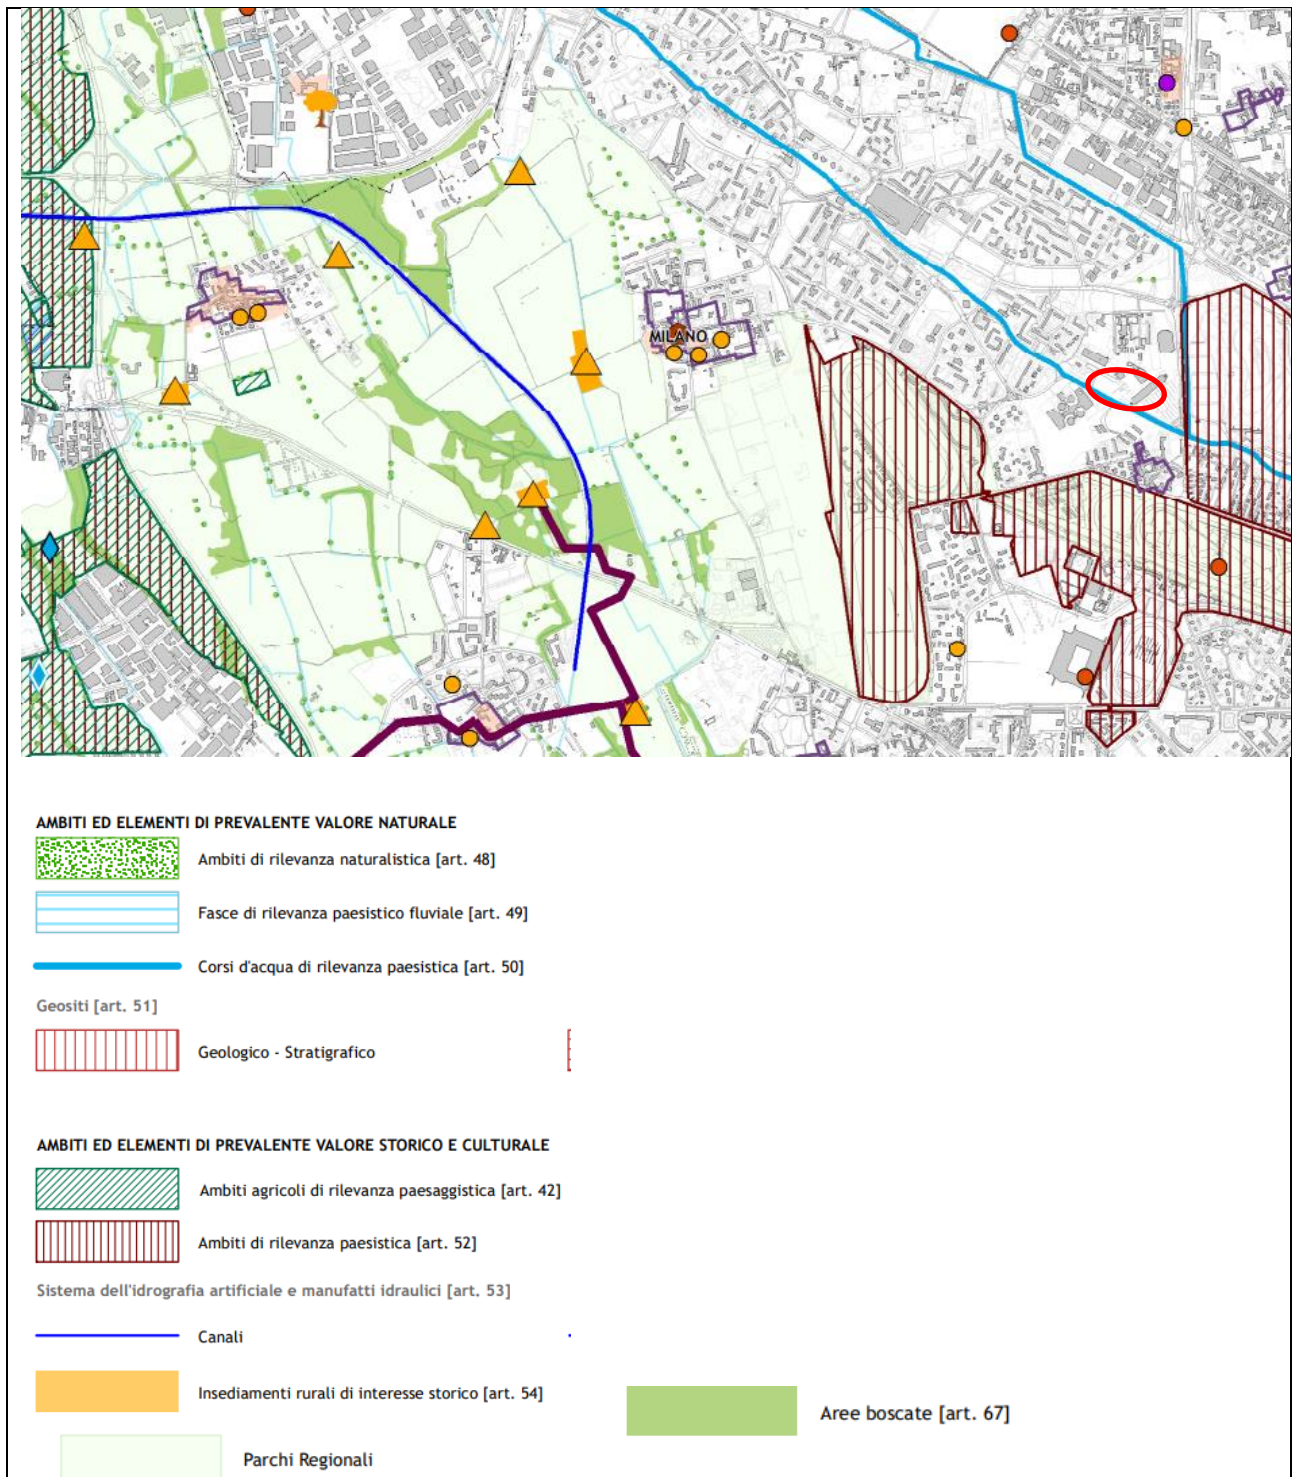 MILANO
AMBITI ED ELEMENTI DI PREVALENTE VALORE NATURALE
Ambiti di rilevanza naturalistica [art. 48]
Fasce di rilevanza paesistico fluviale [art. 49]
Corsi d'acqua di rilevanza paesistica [art. 50]
Geositi [art. 51]
Geologico - Stratigrafico
AMBITI ED ELEMENTI DI PREVALENTE VALORE STORICO E CULTURALE
Ambiti agricoli di rilevanza paesaggistica [art. 42]
Ambiti di rilevanza paesistica [art. 52]
Sistema dell'idrografia artificiale e manufatti idraulici [art. 53]
Canali
Insediamenti rurali di interesse storico [art. 54]
Aree boscate [art. 67]
Parchi Regionali